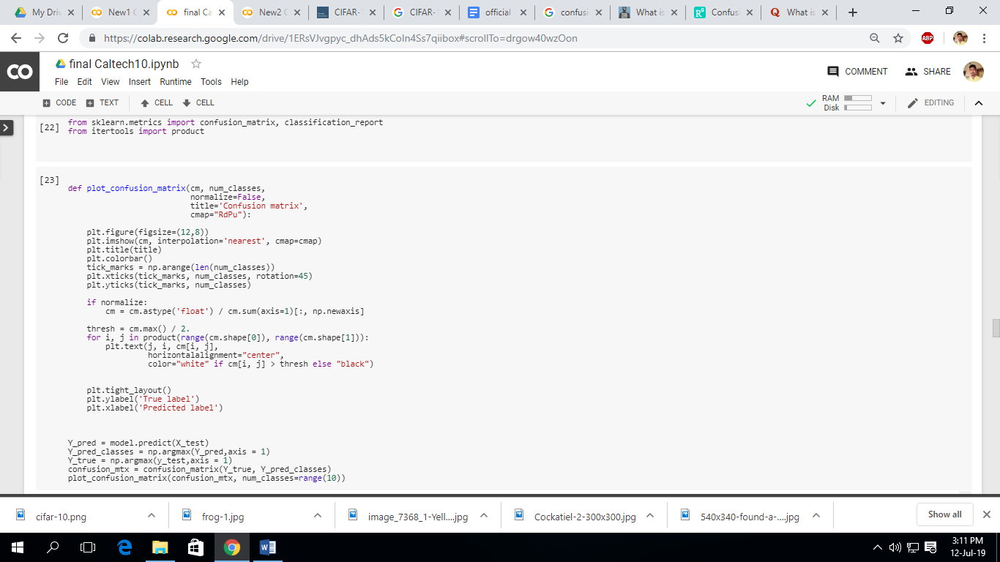 My Driv
New1 C
final Ca
New2 C
CIFAR-
CIFAR-
official
confusi
What is
Confus
What is
https://colab.research.google.com/drive/1ERsVJvgpyc_dhAds5kCoIn4Ss7qiibox#scrollTo=drgow40wzOon
ABP
CO
final Caltech10.ipynb
COMMENT
SHARE
File Edit View Insert Runtime Tools Help
CODE TEXT CELL CELL
RAM
Disk
EDITING
[22]
from sklearn.metrics import confusion_matrix, classification_report
from itertools import product
[23]
def plot_confusion_matrix(cm, num_classes,
                          normalize=False,
                          title='Confusion matrix',
                          cmap="RdPu"):
    plt.figure(figsize=(12,8))
    plt.imshow(cm, interpolation='nearest', cmap=cmap)
    plt.title(title)
    plt.colorbar()
    tick_marks = np.arange(len(num_classes))
    plt.xticks(tick_marks, num_classes, rotation=45)
    plt.yticks(tick_marks, num_classes)
    if normalize:
        cm = cm.astype('float') / cm.sum(axis=1)[:, np.newaxis]
    thresh = cm.max() / 2.
    for i, j in product(range(cm.shape[0]), range(cm.shape[1])):
        plt.text(j, i, cm[i, j],
                 horizontalalignment="center",
                 color="white" if cm[i, j] > thresh else "black")
    plt.tight_layout()
    plt.ylabel('True label')
    plt.xlabel('Predicted label')
Y_pred = model.predict(X_test)
Y_pred_classes = np.argmax(Y_pred,axis = 1)
Y_true = np.argmax(y_test,axis = 1)
confusion_mtx = confusion_matrix(Y_true, Y_pred_classes)
plot_confusion_matrix(confusion_mtx, num_classes=range(10))
cifar-10.png
frog-1.jpg
image_7368_1-Yell....jpg
Cockatiel-2-300x300.jpg
540x340-found-a-....jpg
Show all
3:11 PM
12-Jul-19